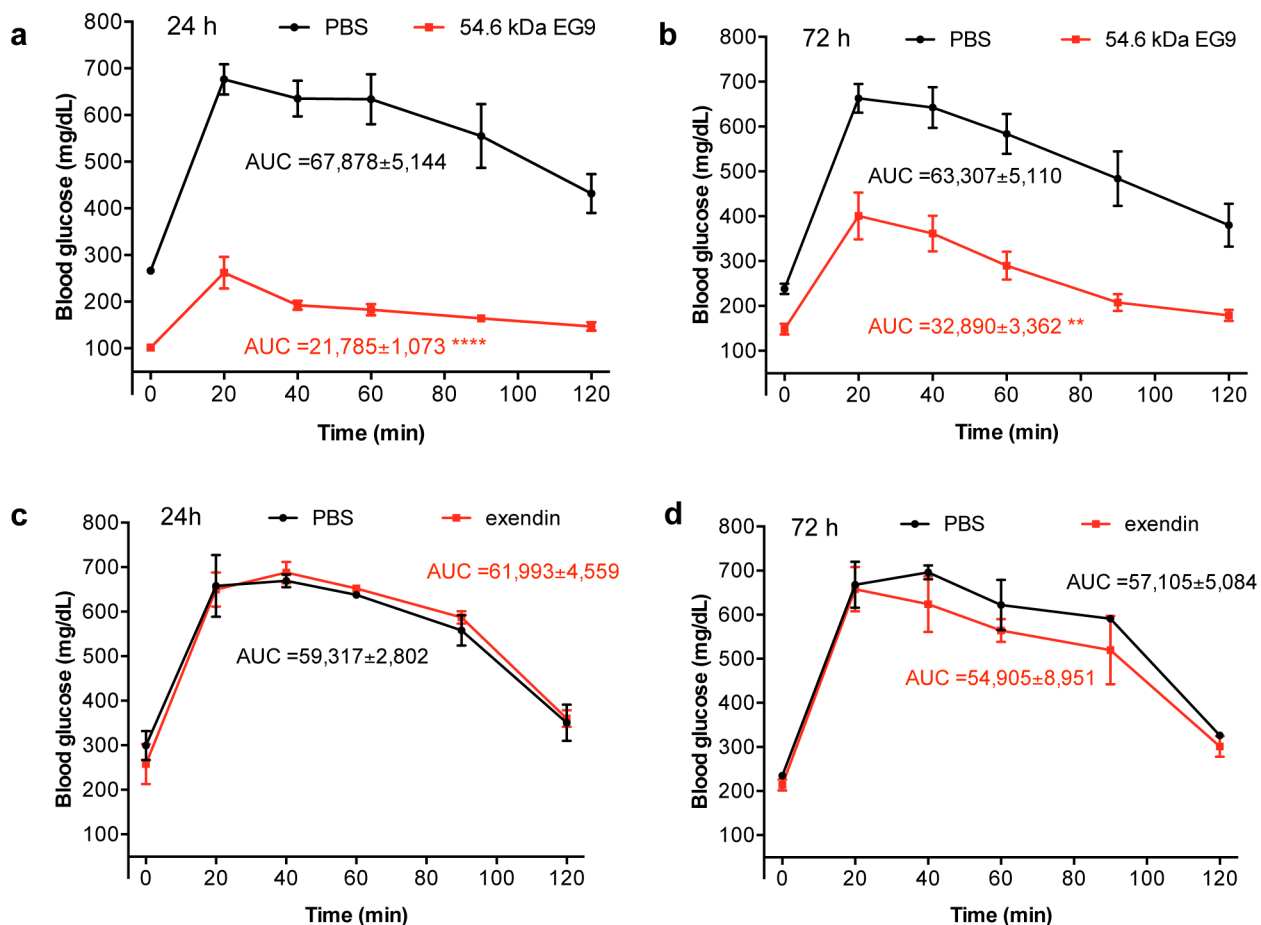 a
24 h
PBS
54.6 kDa EG9
Blood glucose (mg/dL)
800
700
600
500
400
300
200
100
AUC =67,878±5,144
AUC =21,785±1,073 ****
0 20 40 60 80 100 120
Time (min)
b
72 h
PBS
54.6 kDa EG9
Blood glucose (mg/dL)
800
700
600
500
400
300
200
100
AUC =63,307±5,110
AUC =32,890±3,362 **
0 20 40 60 80 100 120
Time (min)
c
24h
PBS
exendin
Blood glucose (mg/dL)
800
700
600
500
400
300
200
100
AUC =61,993±4,559
AUC =59,317±2,802
0 20 40 60 80 100 120
Time (min)
d
72 h
PBS
exendin
Blood glucose (mg/dL)
800
700
600
500
400
300
200
100
AUC =57,105±5,084
AUC =54,905±8,951
0 20 40 60 80 100 120
Time (min)